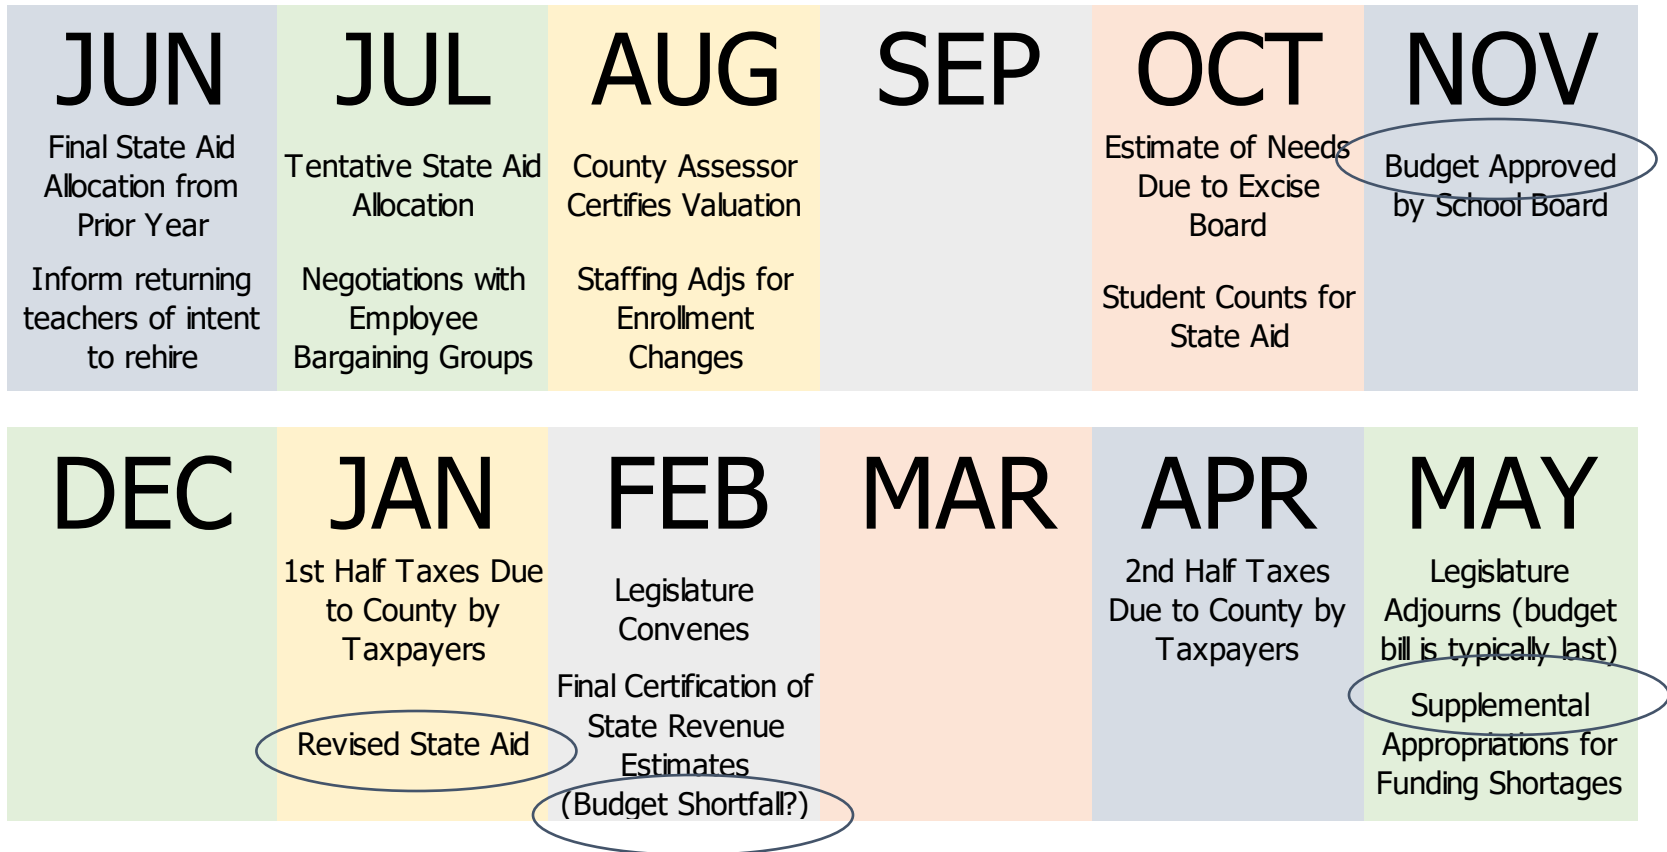 JUN
Final State Aid
Allocation from
Prior Year
Inform returning
teachers of intent
to rehire
JUL
Tentative State Aid
Allocation
Negotiations with
Employee
Bargaining Groups
AUG
County Assessor
Certifies Valuation
Staffing Adjs for
Enrollment
Changes
SEP
OCT
Estimate of Needs
Due to Excise
Board
Student Counts for
State Aid
NOV
Budget Approved
by School Board
DEC
JAN
1st Half Taxes Due
to County by
Taxpayers
Revised State Aid
FEB
Legislature
Convenes
Final Certification of
State Revenue
Estimates
(Budget Shortfall?)
MAR
APR
2nd Half Taxes
Due to County by
Taxpayers
MAY
Legislature
Adjourns (budget
bill is typically last)
Supplemental
Appropriations for
Funding Shortages